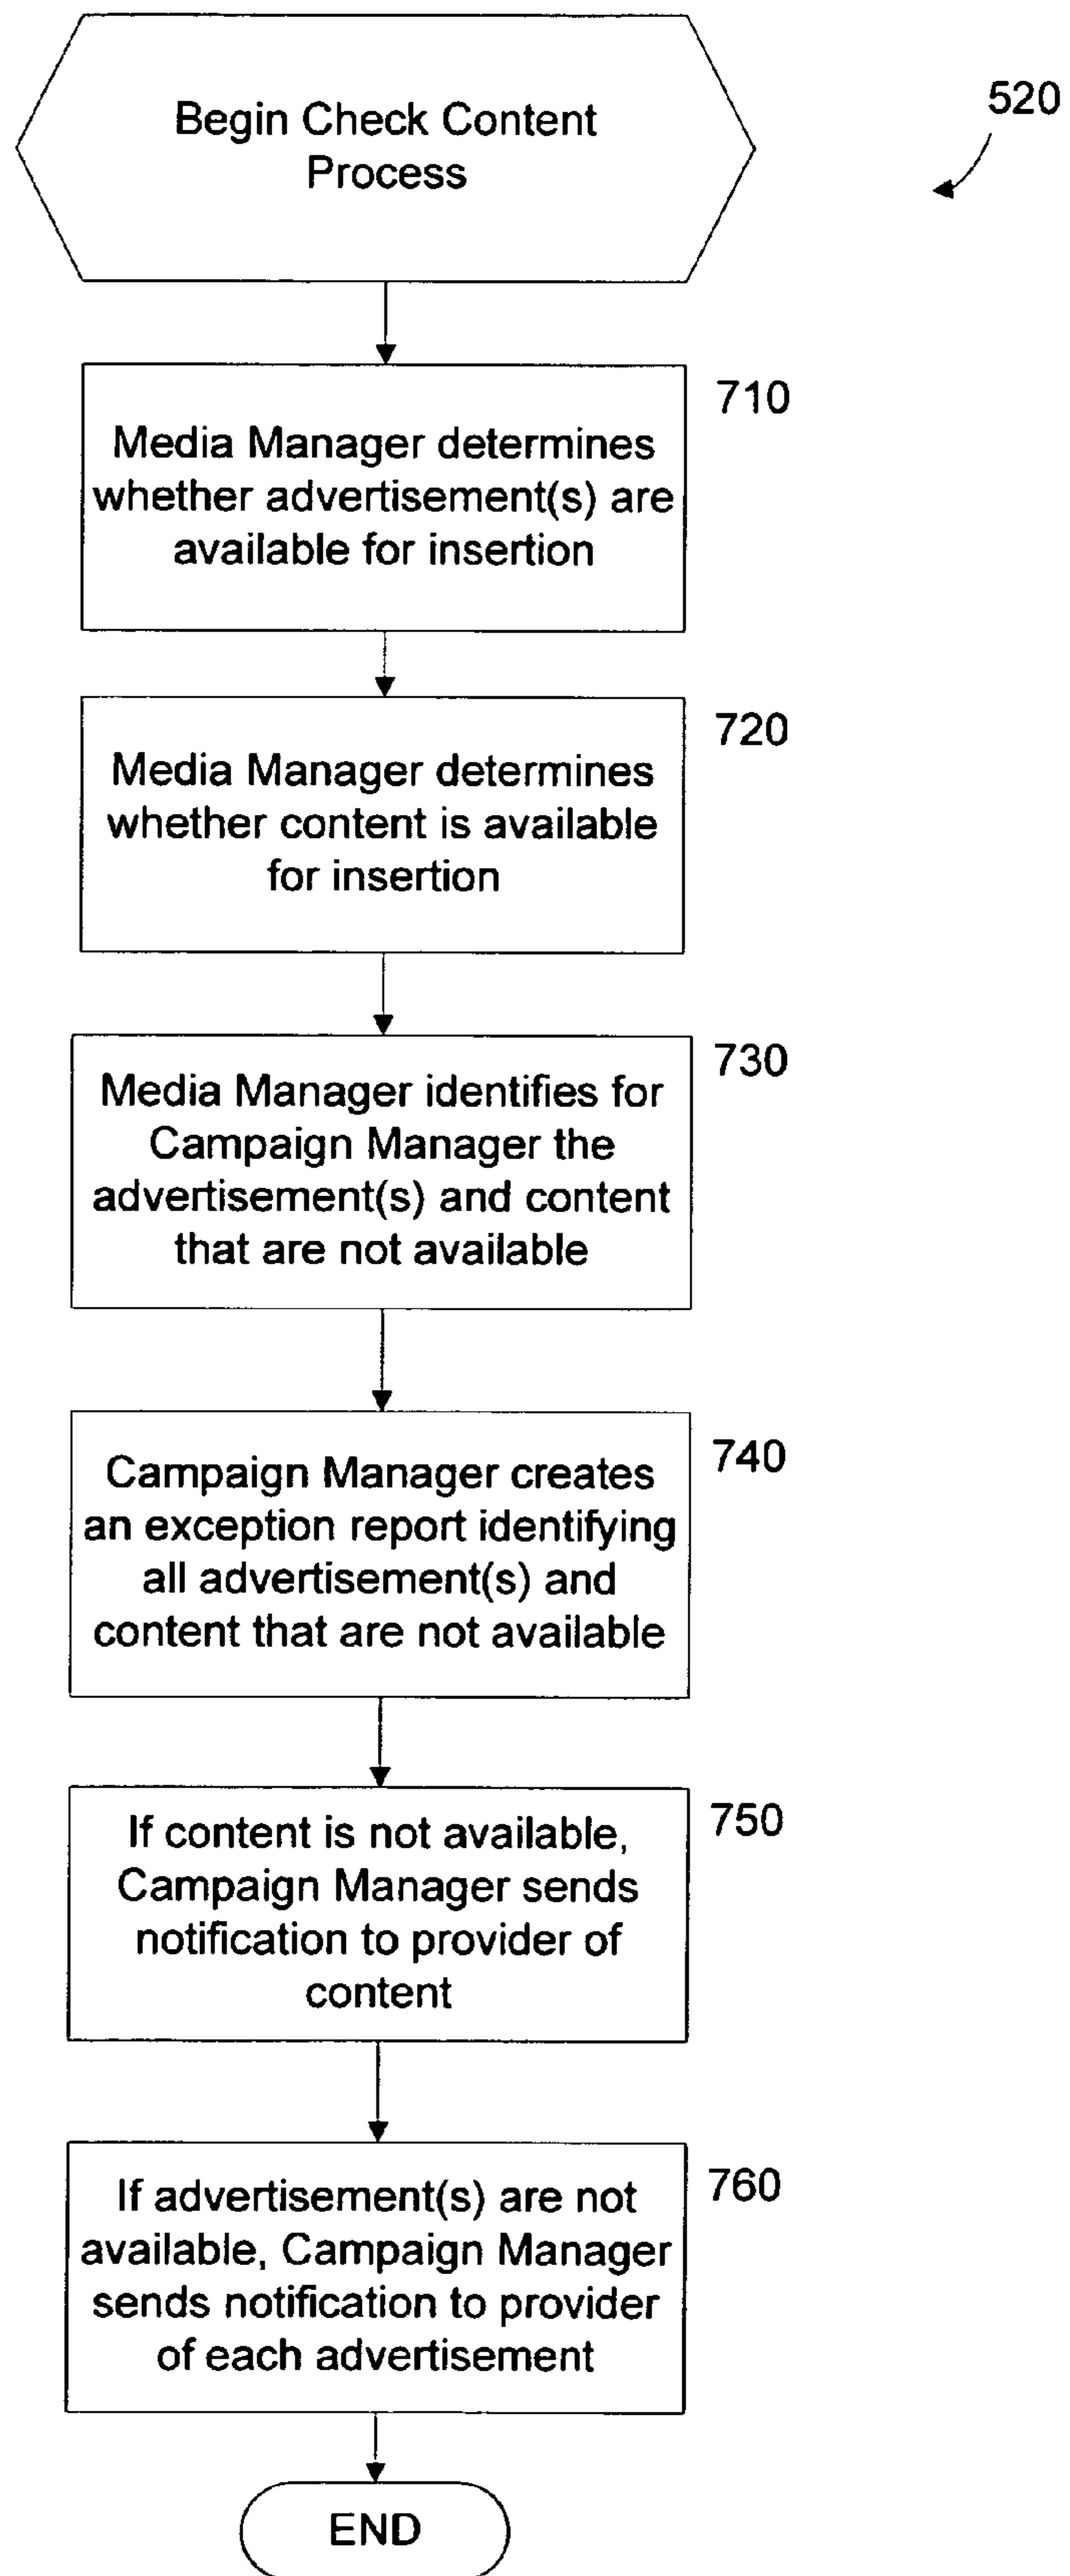 Begin Check Content
Process
520
710
Media Manager determines
whether advertisement(s) are
available for insertion
720
Media Manager determines
whether content is available
for insertion
730
Media Manager identifies for
Campaign Manager the
advertisement(s) and content
that are not available
740
Campaign Manager creates
an exception report identifying
all advertisement(s) and
content that are not available
750
If content is not available,
Campaign Manager sends
notification to provider of
content
760
If advertisement(s) are not
available, Campaign Manager
sends notification to provider
of each advertisement
END